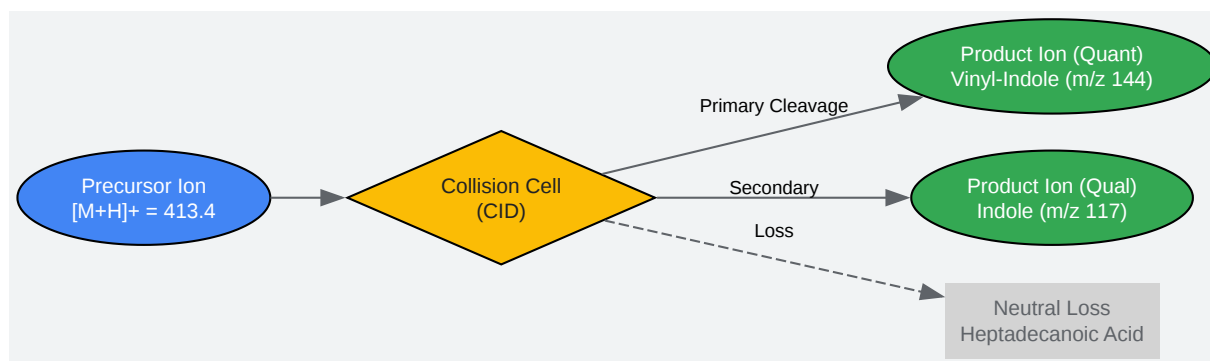 Precursor Ion
[M+H]+ = 413.4
Collision Cell
(CID)
Primary Cleavage
Product Ion (Quant)
Vinyl-Indole (m/z 144)
Secondary
Product Ion (Qual)
Indole (m/z 117)
Loss
Neutral Loss
Heptadecanoic Acid